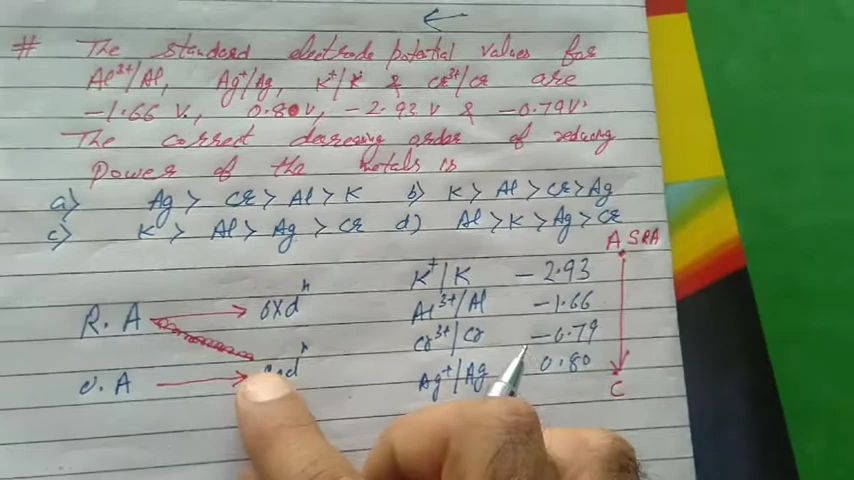 # The standard electrode potential values for
Al³⁺/Al, Ag⁺/Ag, K⁺/K & Cr³⁺/Cr are
-1.66 V., 0.80 V, -2.93 V & -0.79 V.
The correct decreasing order of reducing
power of the metals is
a) Ag > Cr > Al > K b) K > Al > Cr > Ag
c) K > Al > Ag > Cr d) Al > K > Ag > Cr
A SRA
K⁺/K -2.93
R.A → oxdⁿ Al³⁺/Al -1.66
Cr³⁺/Cr -0.79
O.A → dⁿ Ag⁺/Ag 0.80
C